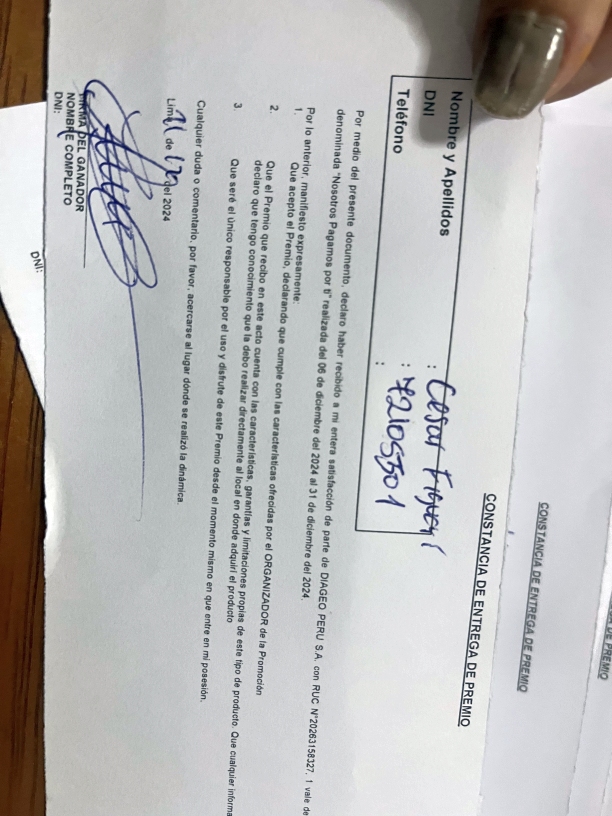 CONSTANCIA DE ENTREGA DE PREMIO
CONSTANCIA DE ENTREGA DE PREMIO
DE PREMIO
Nombre y Apellidos : Cesar
DNI : 42105501
Teléfono :
Por medio del presente documento, declaro haber recibido a mi entera satisfacción de parte de DIAGEO PERU S.A. con RUC N°20263158327, 1 vale de
denominada "Nosotros Pagamos por ti" realizada del 06 de diciembre del 2024 al 31 de diciembre del 2024.
Por lo anterior, manifiesto expresamente:
1. Que acepto el Premio, declarando que cumple con las características ofrecidas por el ORGANIZADOR de la Promoción
2. Que el Premio que recibo en este acto cuenta con las características, garantías y limitaciones propias de este tipo de producto. Que cualquier informa
declaro que tengo conocimiento que la debo realizar directamente al local en donde adquirí el producto
3. Que seré el único responsable por el uso y disfrute de este Premio desde el momento mismo en que entre en mi posesión.
Cualquier duda o comentario, por favor, acercarse al lugar donde se realizó la dinámica.
Lima, de del 2024
FIRMA DEL GANADOR
NOMBRE COMPLETO
DNI:
DNI: